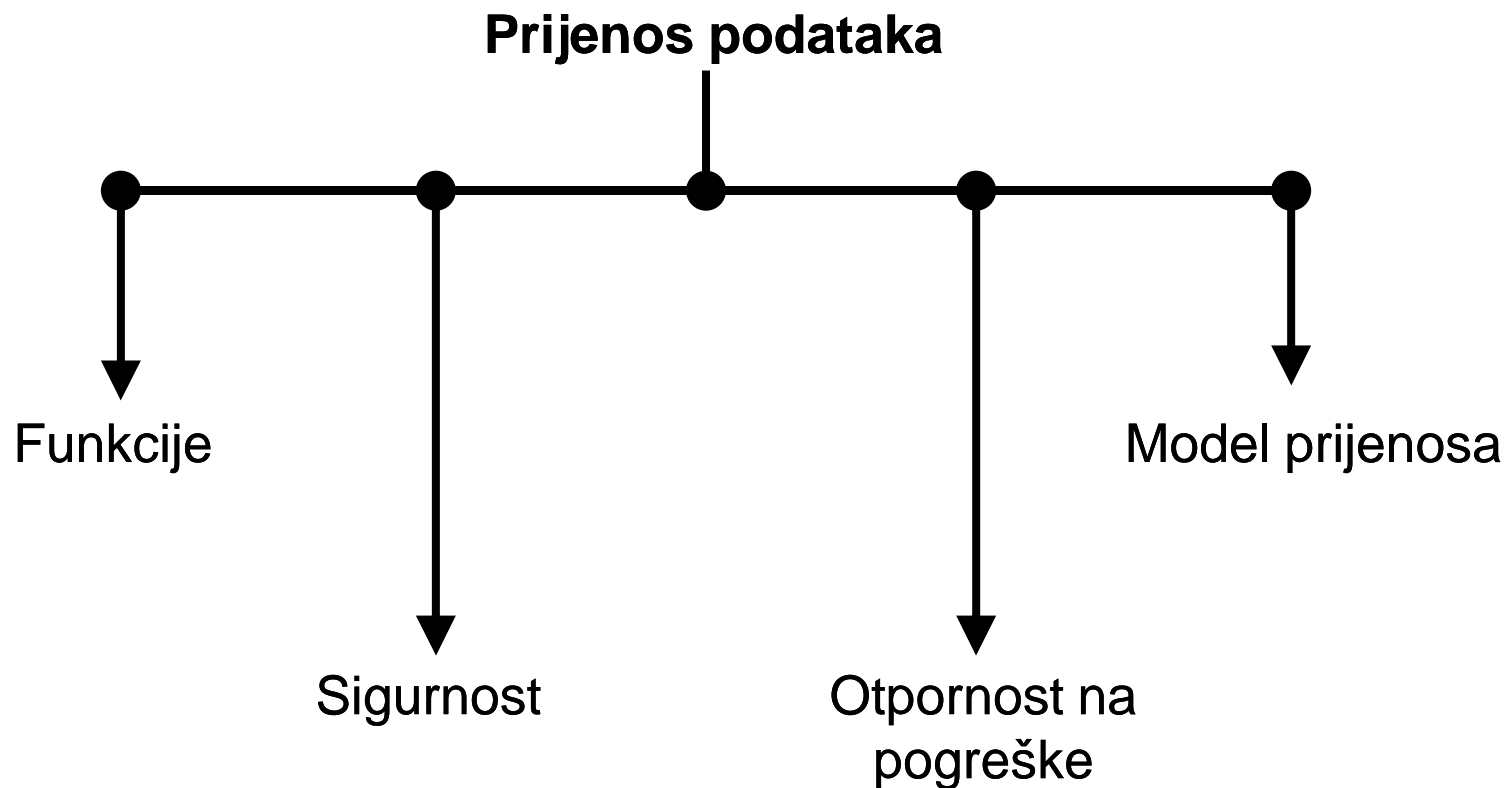 Prijenos podataka
Funkcije
Model prijenosa
Sigurnost
Otpornost na
pogreške